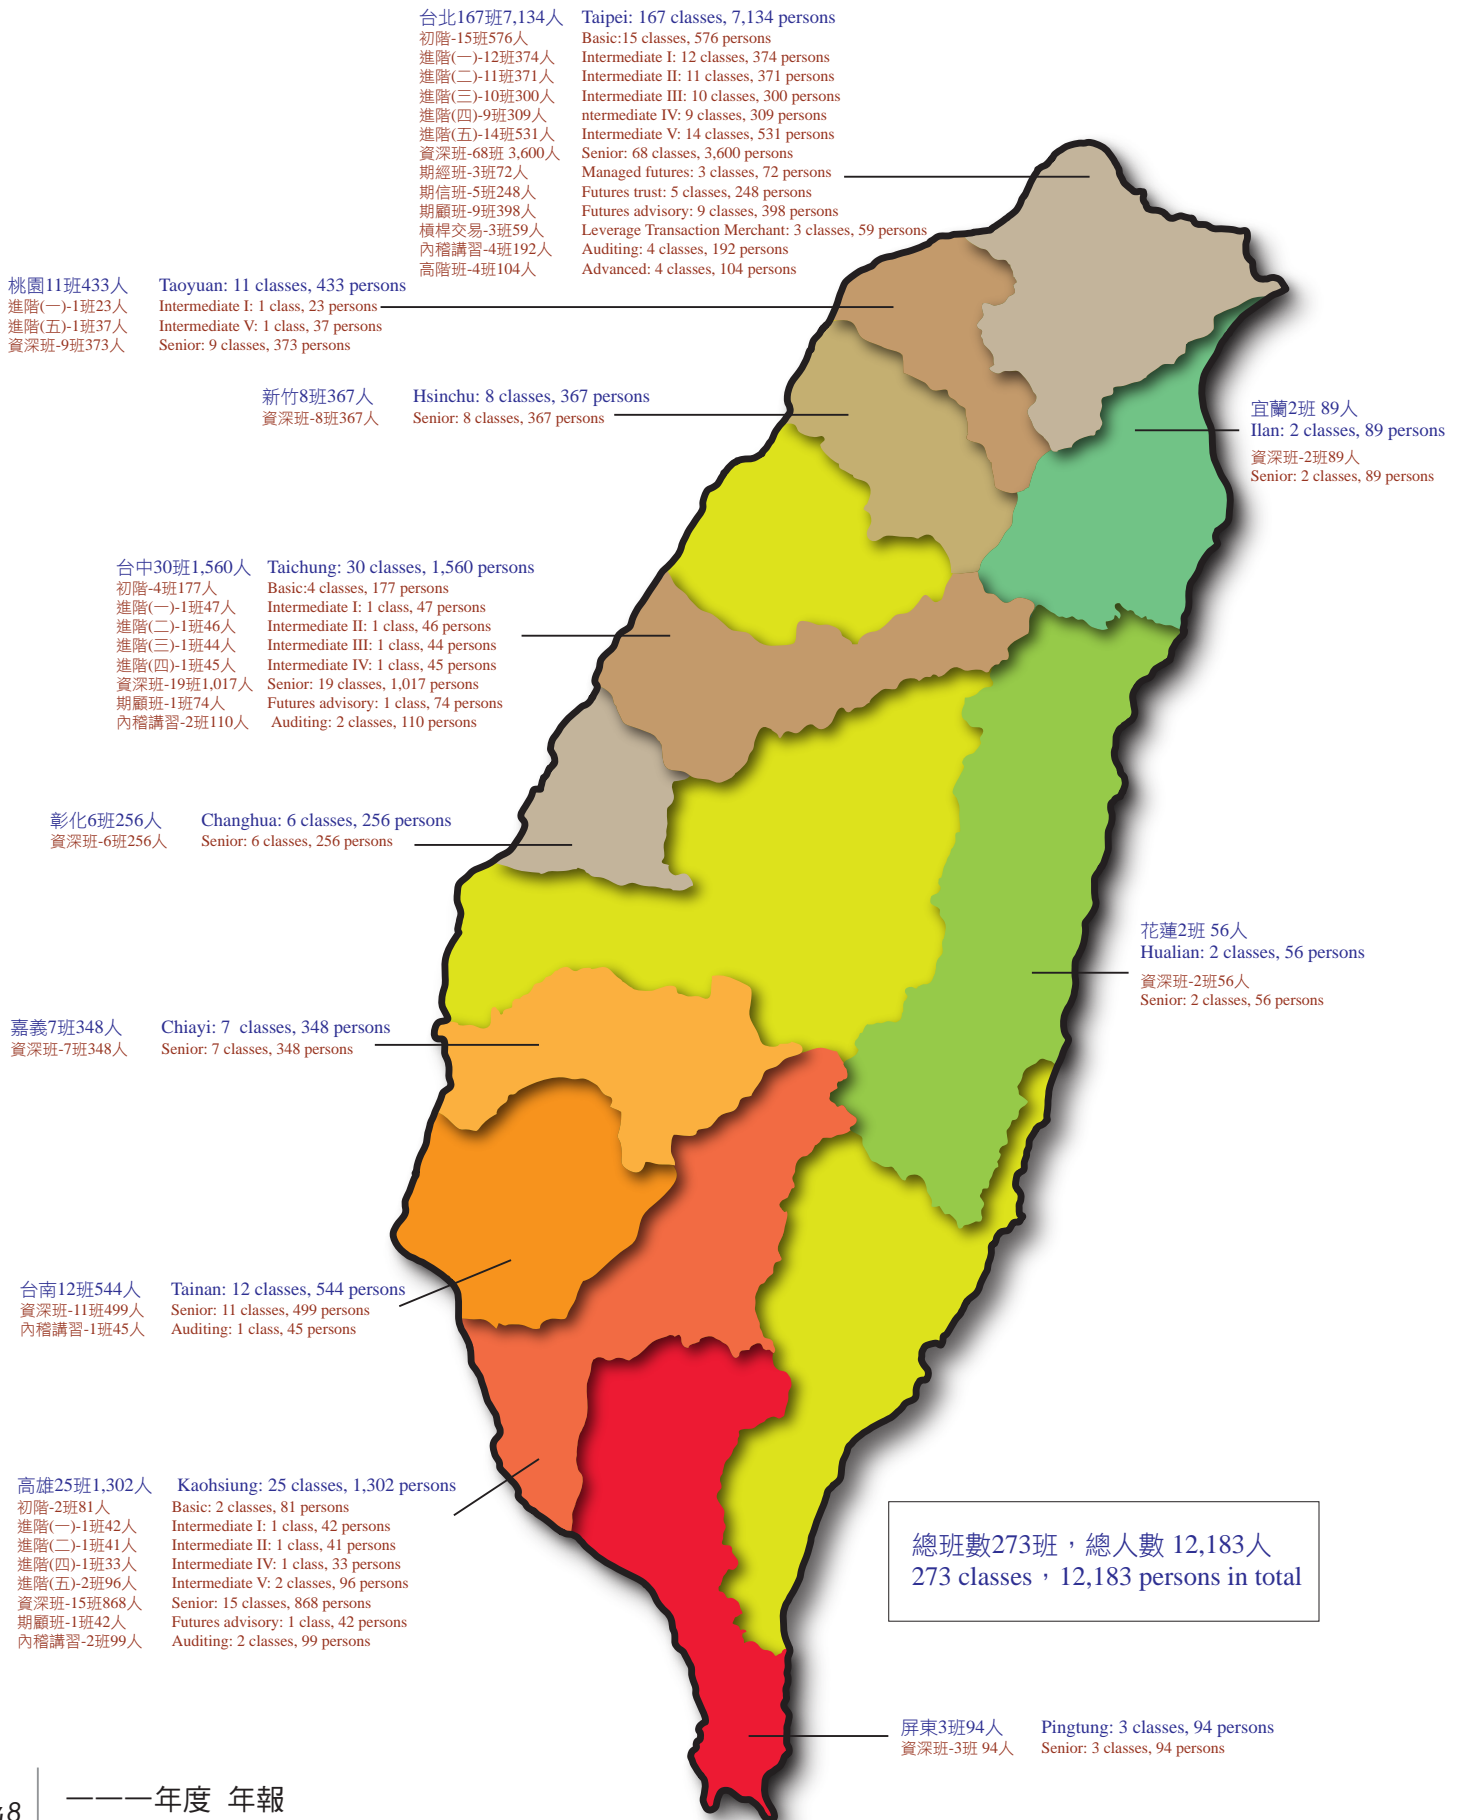 台北167班7,134人 Taipei: 167 classes, 7,134 persons
初階-15班576人 Basic:15 classes, 576 persons
進階(一)-12班374人 Intermediate I: 12 classes, 374 persons
進階(二)-11班371人 Intermediate II: 11 classes, 371 persons
進階(三)-10班300人 Intermediate III: 10 classes, 300 persons
進階(四)-9班309人 ntermediate IV: 9 classes, 309 persons
進階(五)-14班531人 Intermediate V: 14 classes, 531 persons
資深班-68班 3,600人 Senior: 68 classes, 3,600 persons
期經班-3班72人 Managed futures: 3 classes, 72 persons
期信班-5班248人 Futures trust: 5 classes, 248 persons
期顧班-9班398人 Futures advisory: 9 classes, 398 persons
槓桿交易-3班59人 Leverage Transaction Merchant: 3 classes, 59 persons
內稽講習-4班192人 Auditing: 4 classes, 192 persons
高階班-4班104人 Advanced: 4 classes, 104 persons
桃園11班433人 Taoyuan: 11 classes, 433 persons
進階(一)-1班23人 Intermediate I: 1 class, 23 persons
進階(五)-1班37人 Intermediate V: 1 class, 37 persons
資深班-9班373人 Senior: 9 classes, 373 persons
新竹8班367人 Hsinchu: 8 classes, 367 persons
資深班-8班367人 Senior: 8 classes, 367 persons
宜蘭2班 89人
Ilan: 2 classes, 89 persons
資深班-2班89人
Senior: 2 classes, 89 persons
台中30班1,560人 Taichung: 30 classes, 1,560 persons
初階-4班177人 Basic:4 classes, 177 persons
進階(一)-1班47人 Intermediate I: 1 class, 47 persons
進階(二)-1班46人 Intermediate II: 1 class, 46 persons
進階(三)-1班44人 Intermediate III: 1 class, 44 persons
進階(四)-1班45人 Intermediate IV: 1 class, 45 persons
資深班-19班1,017人 Senior: 19 classes, 1,017 persons
期顧班-1班74人 Futures advisory: 1 class, 74 persons
內稽講習-2班110人 Auditing: 2 classes, 110 persons
彰化6班256人 Changhua: 6 classes, 256 persons
資深班-6班256人 Senior: 6 classes, 256 persons
花蓮2班 56人
Hualian: 2 classes, 56 persons
資深班-2班56人
Senior: 2 classes, 56 persons
嘉義7班348人 Chiayi: 7 classes, 348 persons
資深班-7班348人 Senior: 7 classes, 348 persons
台南12班544人 Tainan: 12 classes, 544 persons
資深班-11班499人 Senior: 11 classes, 499 persons
內稽講習-1班45人 Auditing: 1 class, 45 persons
高雄25班1,302人 Kaohsiung: 25 classes, 1,302 persons
初階-2班81人 Basic: 2 classes, 81 persons
進階(一)-1班42人 Intermediate I: 1 class, 42 persons
進階(二)-1班41人 Intermediate II: 1 class, 41 persons
進階(四)-1班33人 Intermediate IV: 1 class, 33 persons
進階(五)-2班96人 Intermediate V: 2 classes, 96 persons
資深班-15班868人 Senior: 15 classes, 868 persons
期顧班-1班42人 Futures advisory: 1 class, 42 persons
內稽講習-2班99人 Auditing: 2 classes, 99 persons
總班數273班，總人數 12,183人
273 classes，12,183 persons in total
屏東3班94人 Pingtung: 3 classes, 94 persons
資深班-3班 94人 Senior: 3 classes, 94 persons
一一一年度 年報